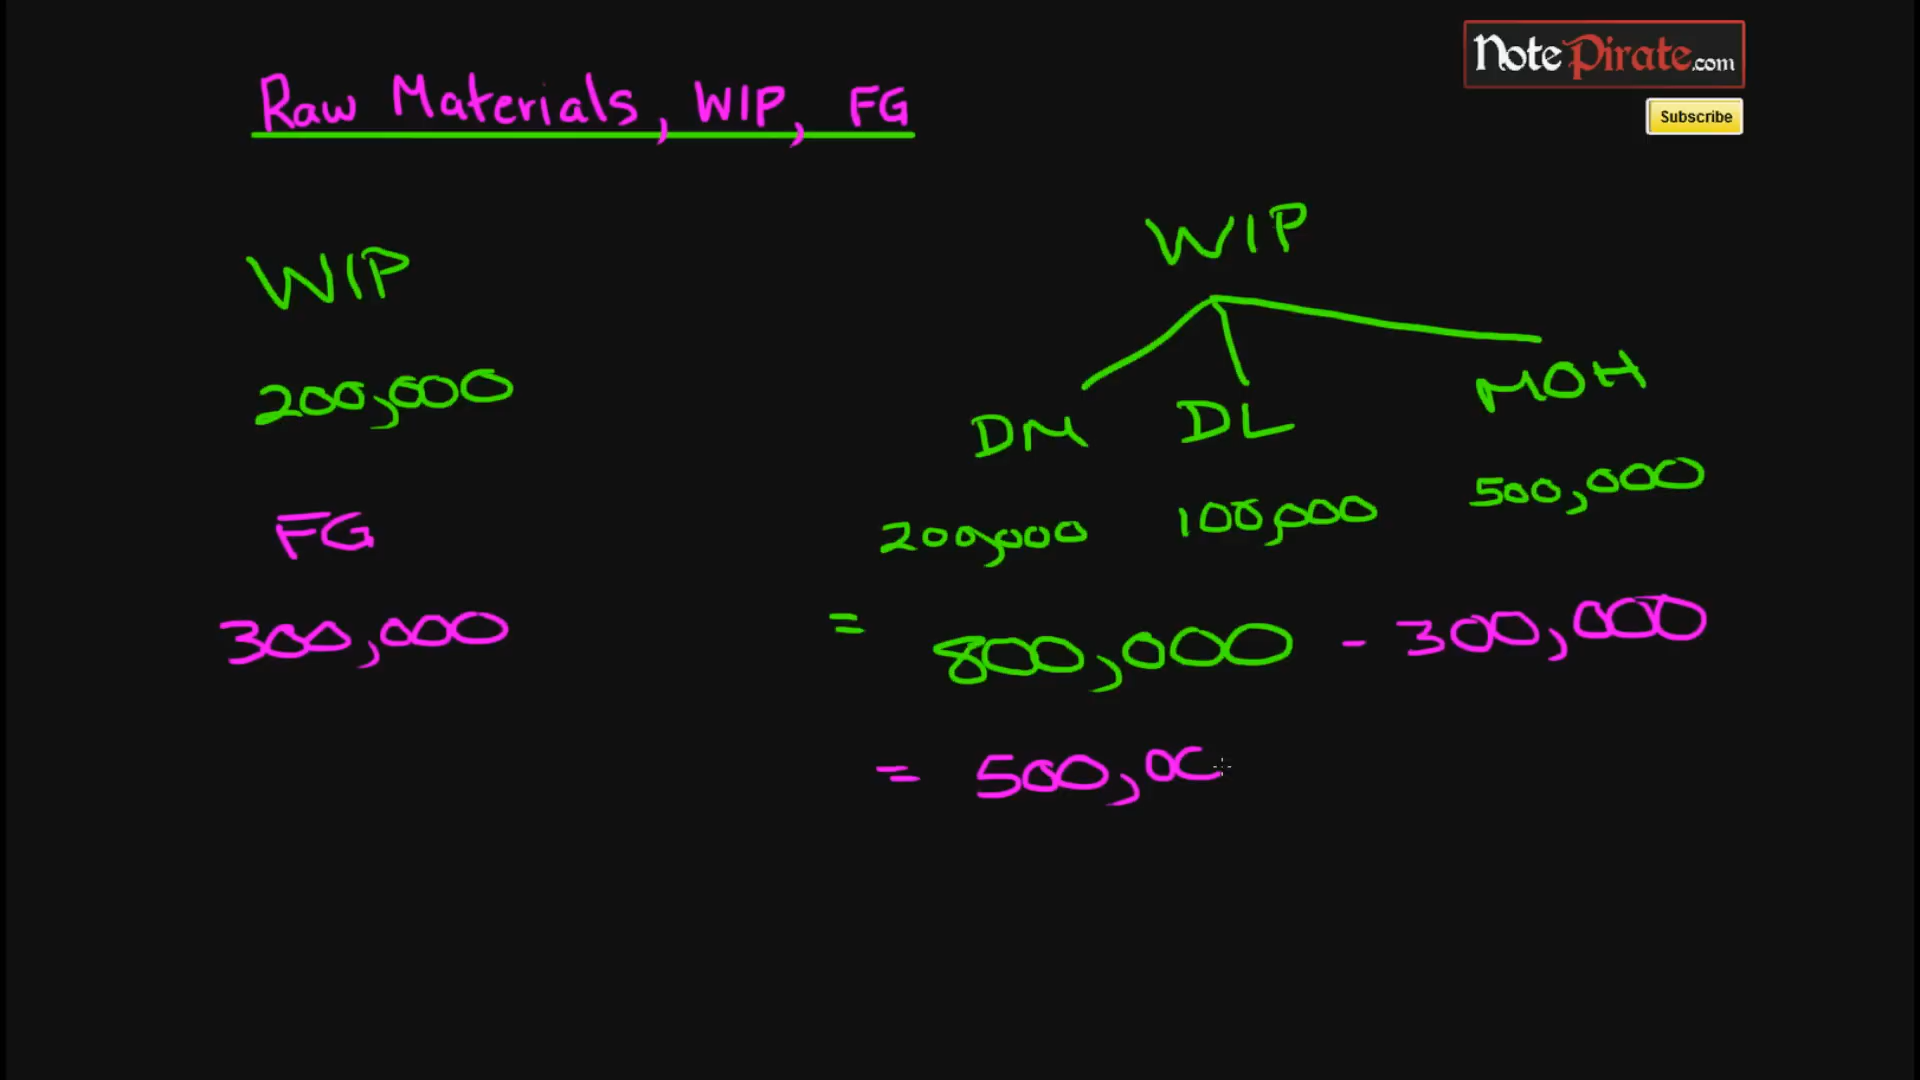 NotePirate.com
Subscribe
Raw Materials, WIP, FG
WIP
200,000
FG
300,000
WIP
DM DL MOH
200,000 100,000 500,000
= 800,000 - 300,000
= 500,00